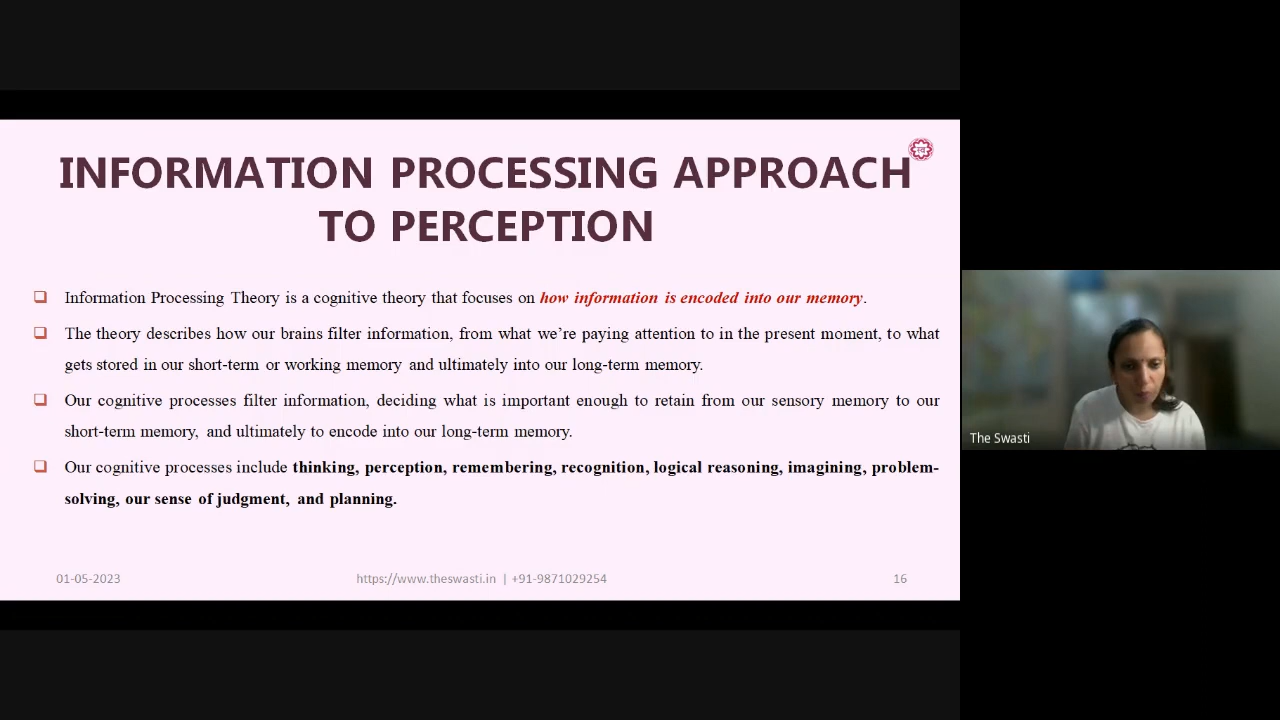 INFORMATION PROCESSING APPROACH
TO PERCEPTION
❑ Information Processing Theory is a cognitive theory that focuses on how information is encoded into our memory.
❑ The theory describes how our brains filter information, from what we’re paying attention to in the present moment, to what
gets stored in our short-term or working memory and ultimately into our long-term memory.
❑ Our cognitive processes filter information, deciding what is important enough to retain from our sensory memory to our
short-term memory, and ultimately to encode into our long-term memory.
❑ Our cognitive processes include thinking, perception, remembering, recognition, logical reasoning, imagining, problem-
solving, our sense of judgment, and planning.
01-05-2023
https://www.theswasti.in | +91-9871029254
16
The Swasti